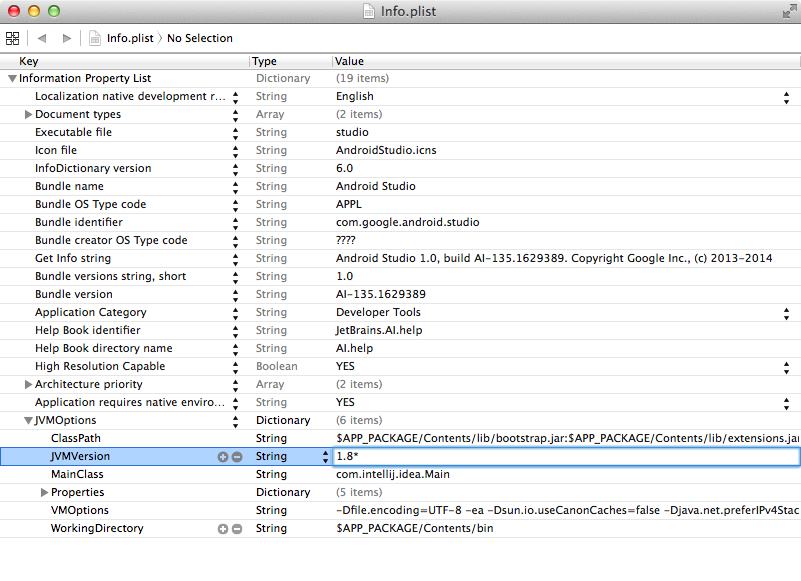 Info.plist
Info.plist No Selection
Key Type Value
Information Property List Dictionary (19 items)
Localization native development r... String English
Document types Array (2 items)
Executable file String studio
Icon file String AndroidStudio.icns
InfoDictionary version String 6.0
Bundle name String Android Studio
Bundle OS Type code String APPL
Bundle identifier String com.google.android.studio
Bundle creator OS Type code String ????
Get Info string String Android Studio 1.0, build AI-135.1629389. Copyright Google Inc., (c) 2013-2014
Bundle versions string, short String 1.0
Bundle version String AI-135.1629389
Application Category String Developer Tools
Help Book identifier String JetBrains.AI.help
Help Book directory name String AI.help
High Resolution Capable Boolean YES
Architecture priority Array (2 items)
Application requires native enviro... String YES
JVMOptions Dictionary (6 items)
ClassPath String $APP_PACKAGE/Contents/lib/bootstrap.jar:$APP_PACKAGE/Contents/lib/extensions.jar
JVMVersion String 1.8*
MainClass String com.intellij.idea.Main
Properties Dictionary (5 items)
VMOptions String -Dfile.encoding=UTF-8 -ea -Dsun.io.useCanonCaches=false -Djava.net.preferIPv4Stac
WorkingDirectory String $APP_PACKAGE/Contents/bin